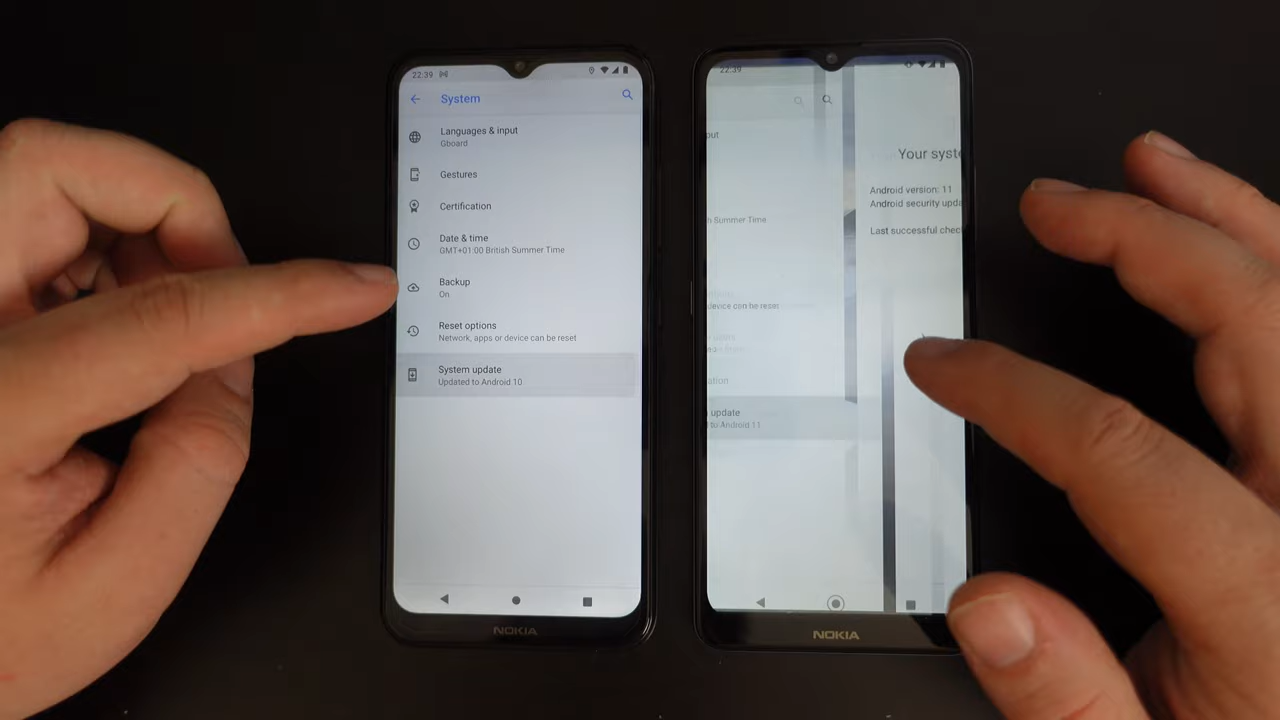 22:39
System
Languages & input
Gboard
Gestures
Certification
Date & time
GMT+01:00 British Summer Time
Backup
On
Reset options
Network, apps or device can be reset
System update
Updated to Android 10
NOKIA
22:39
Your syste
put
Android version: 11
Android security upda
h Summer Time
Last successful chec
device can be reset
ation
update
to Android 11
NOKIA